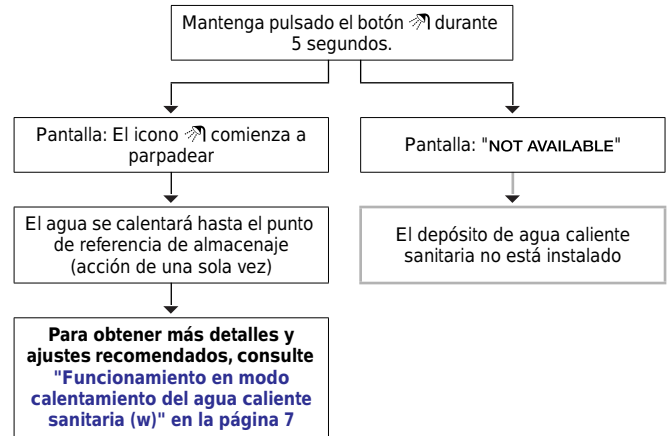 Mantenga pulsado el botón durante
5 segundos.
Pantalla: El icono comienza a
parpadear
Pantalla: "NOT AVAILABLE"
El agua se calentará hasta el punto
de referencia de almacenaje
(acción de una sola vez)
El depósito de agua caliente
sanitaria no está instalado
Para obtener más detalles y
ajustes recomendados, consulte
"Funcionamiento en modo
calentamiento del agua caliente
sanitaria (w)" en la página 7